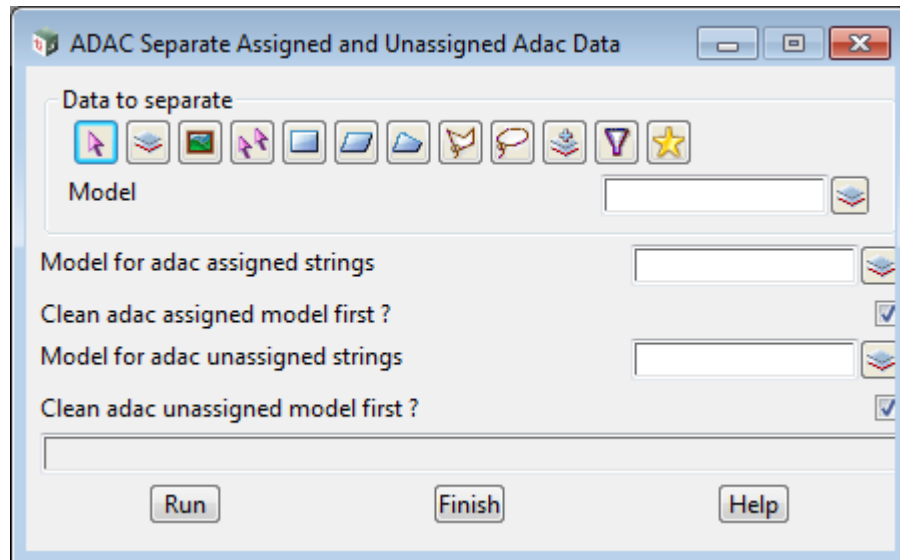 ADAC Separate Assigned and Unassigned Adac Data
Data to separate
Model
Model for adac assigned strings
Clean adac assigned model first ?
Model for adac unassigned strings
Clean adac unassigned model first ?
Run Finish Help